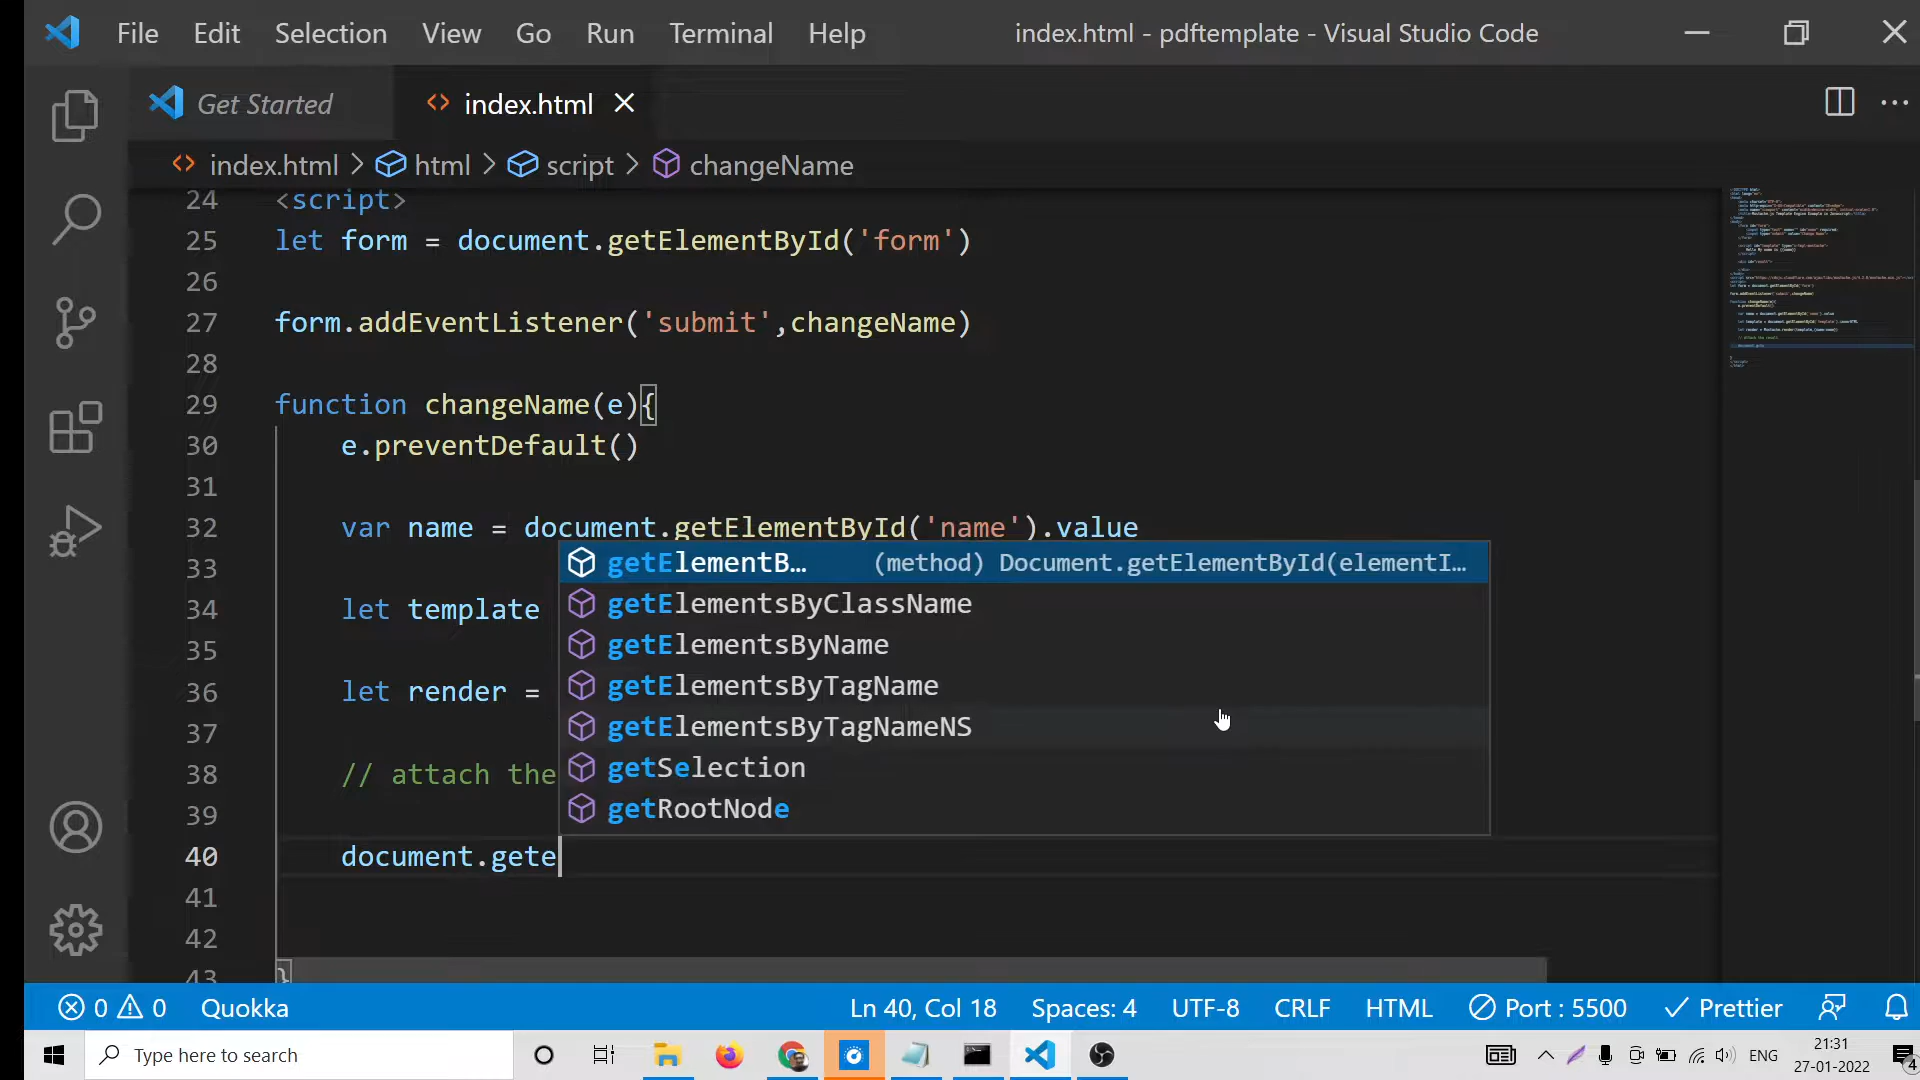 File Edit Selection View Go Run Terminal Help index.html - pdftemplate - Visual Studio Code
Get Started index.html
index.html > html > script > changeName
24 <script>
25 let form = document.getElementById('form')
26
27 form.addEventListener('submit',changeName)
28
29 function changeName(e){
30 e.preventDefault()
31
32 var name = document.getElementById('name').value
33
34 let template
35
36 let render =
37
38 // attach the
39
40 document.gete
41
42
43 }
getElementB... (method) Document.getElementById(elementI...
getElementsByClassName
getElementsByName
getElementsByTagName
getElementsByTagNameNS
getSelection
getRootNode
0 0 Quokka Ln 40, Col 18 Spaces: 4 UTF-8 CRLF HTML Port : 5500 Prettier
Type here to search ENG 21:31
27-01-2022 4